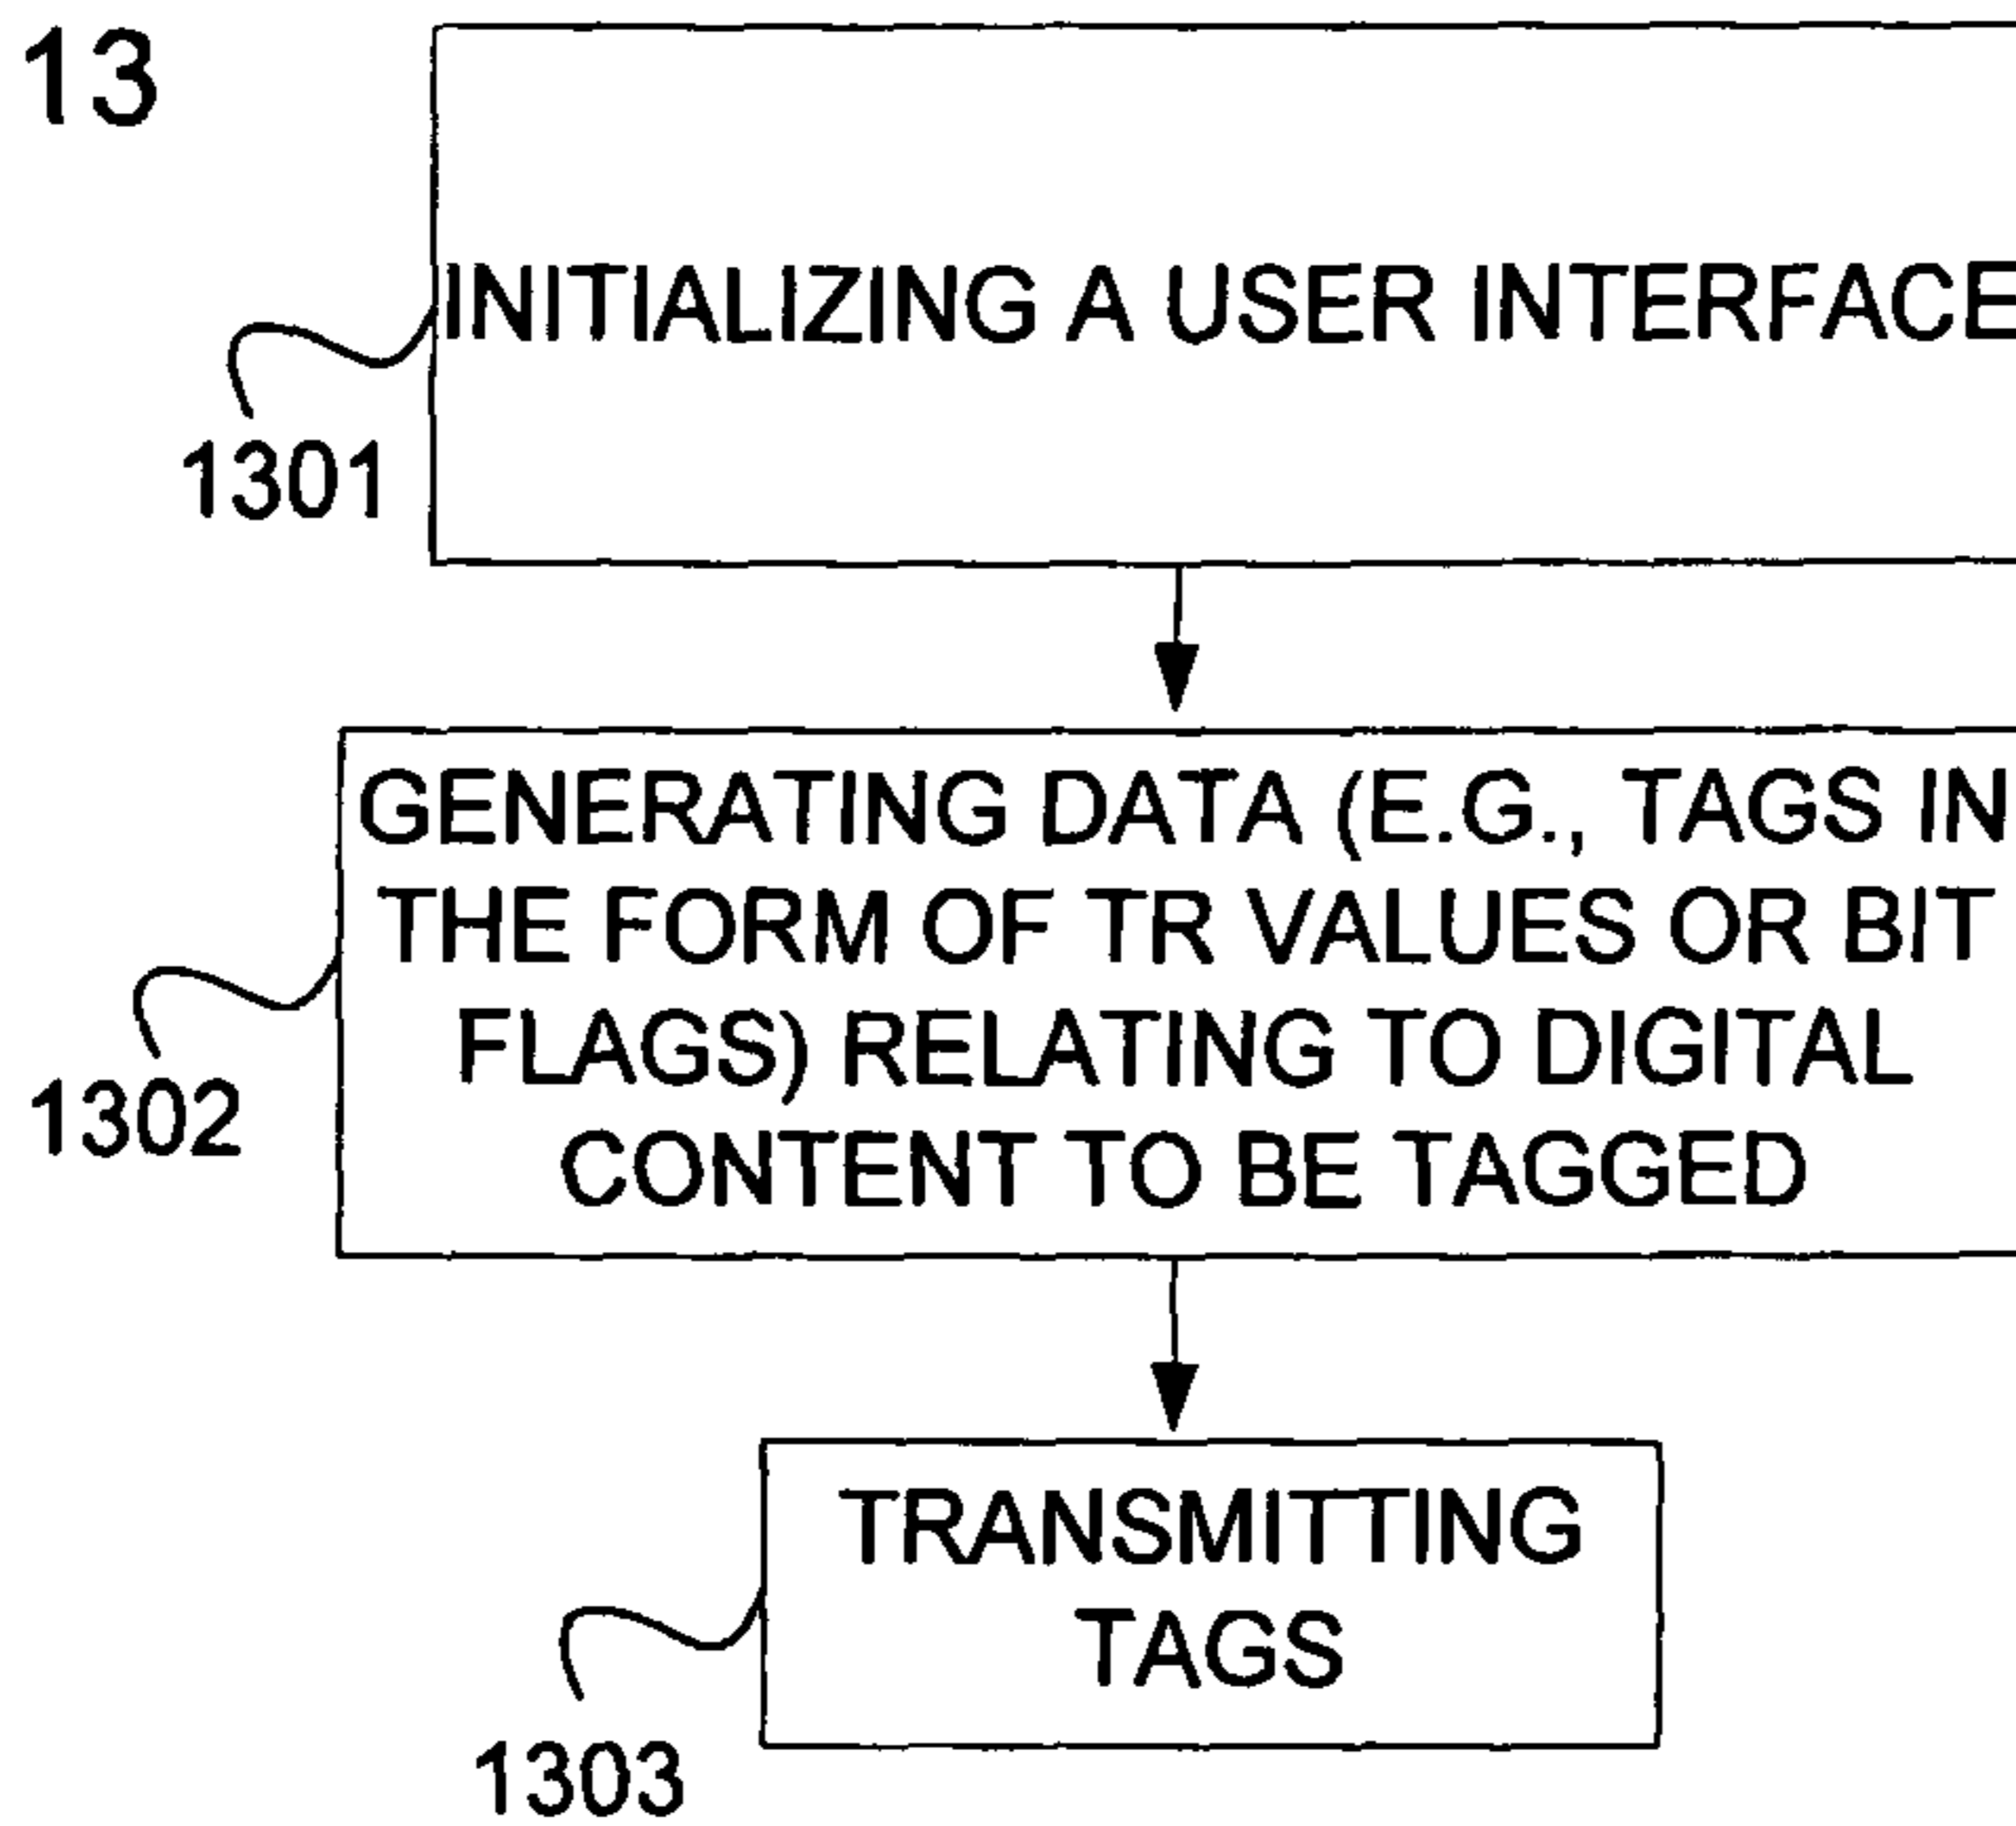 13
INITIALIZING A USER INTERFACE
1301
GENERATING DATA (E.G., TAGS IN
THE FORM OF TR VALUES OR BIT
FLAGS) RELATING TO DIGITAL
CONTENT TO BE TAGGED
1302
TRANSMITTING
TAGS
1303